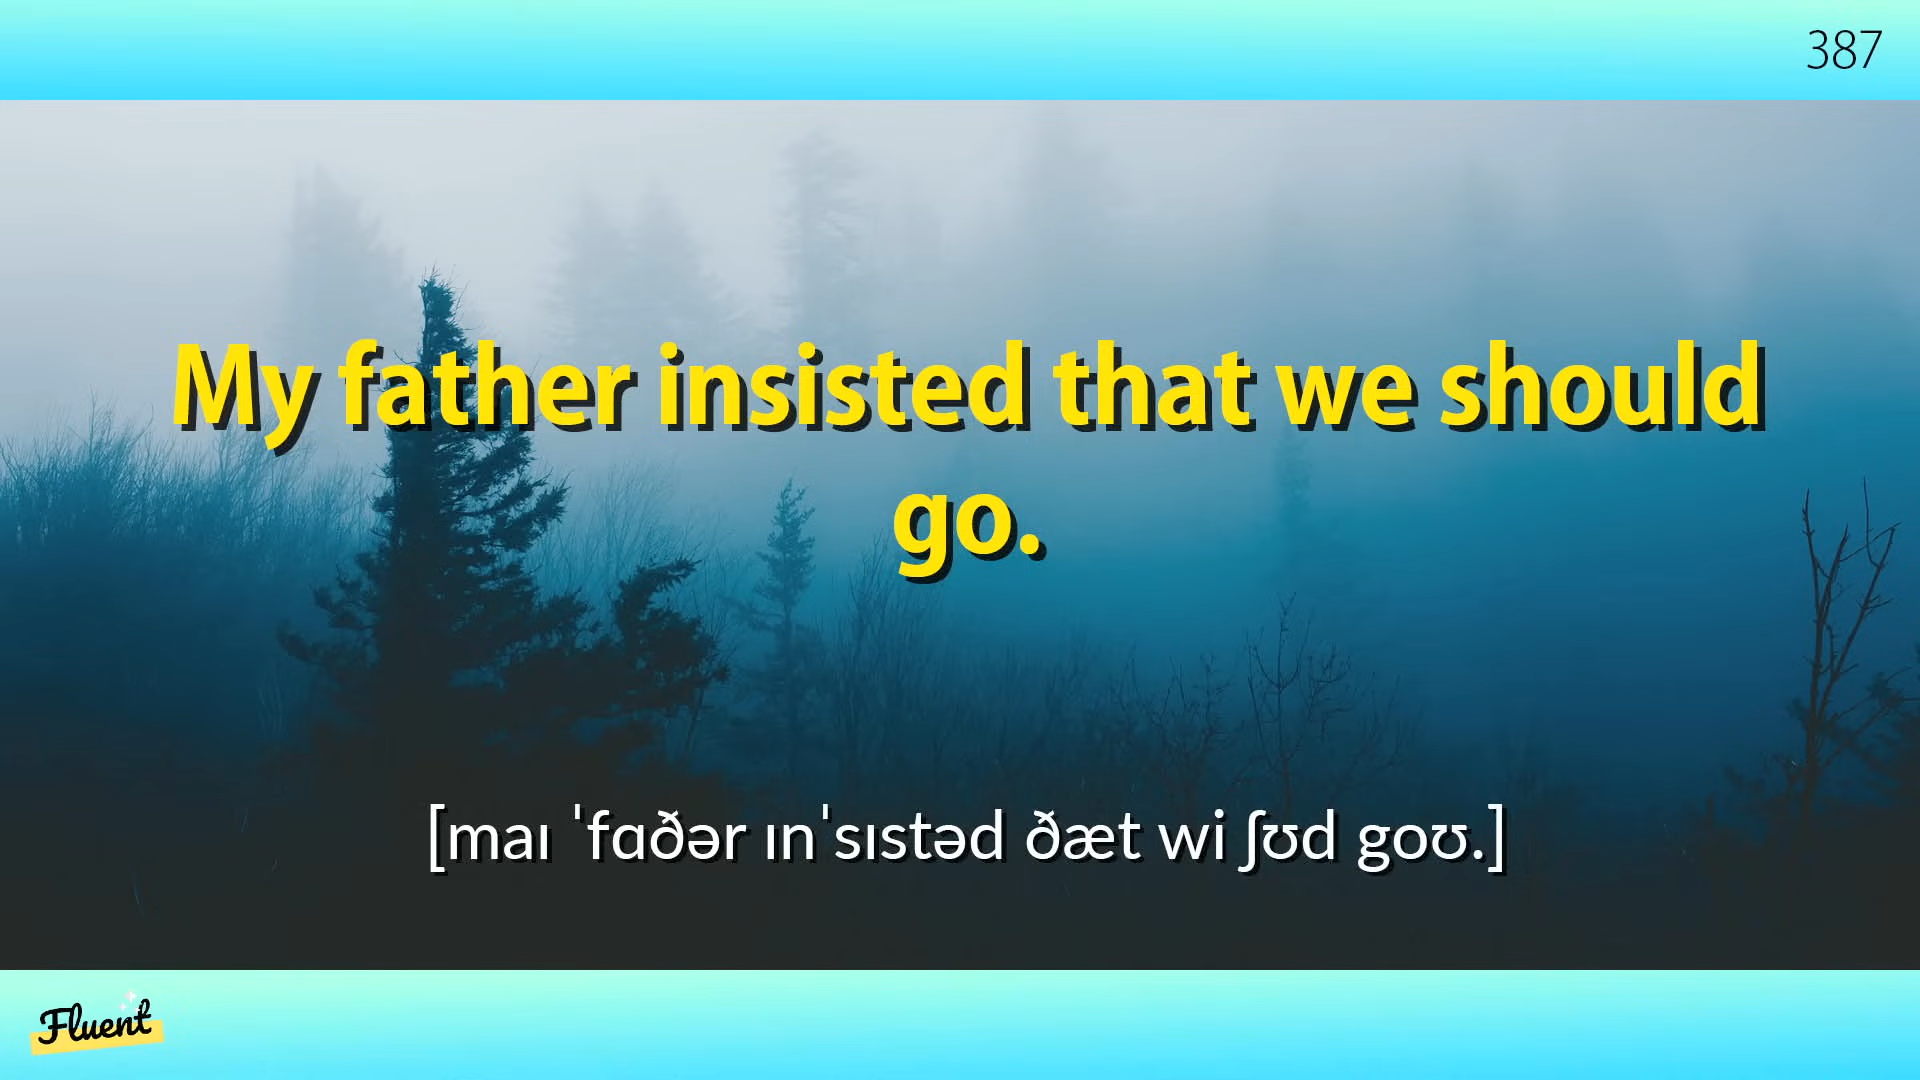 387
My father insisted that we should
go.
[maɪ ˈfɑðər ɪnˈsɪstəd ðæt wi ʃʊd goʊ.]
Fluent